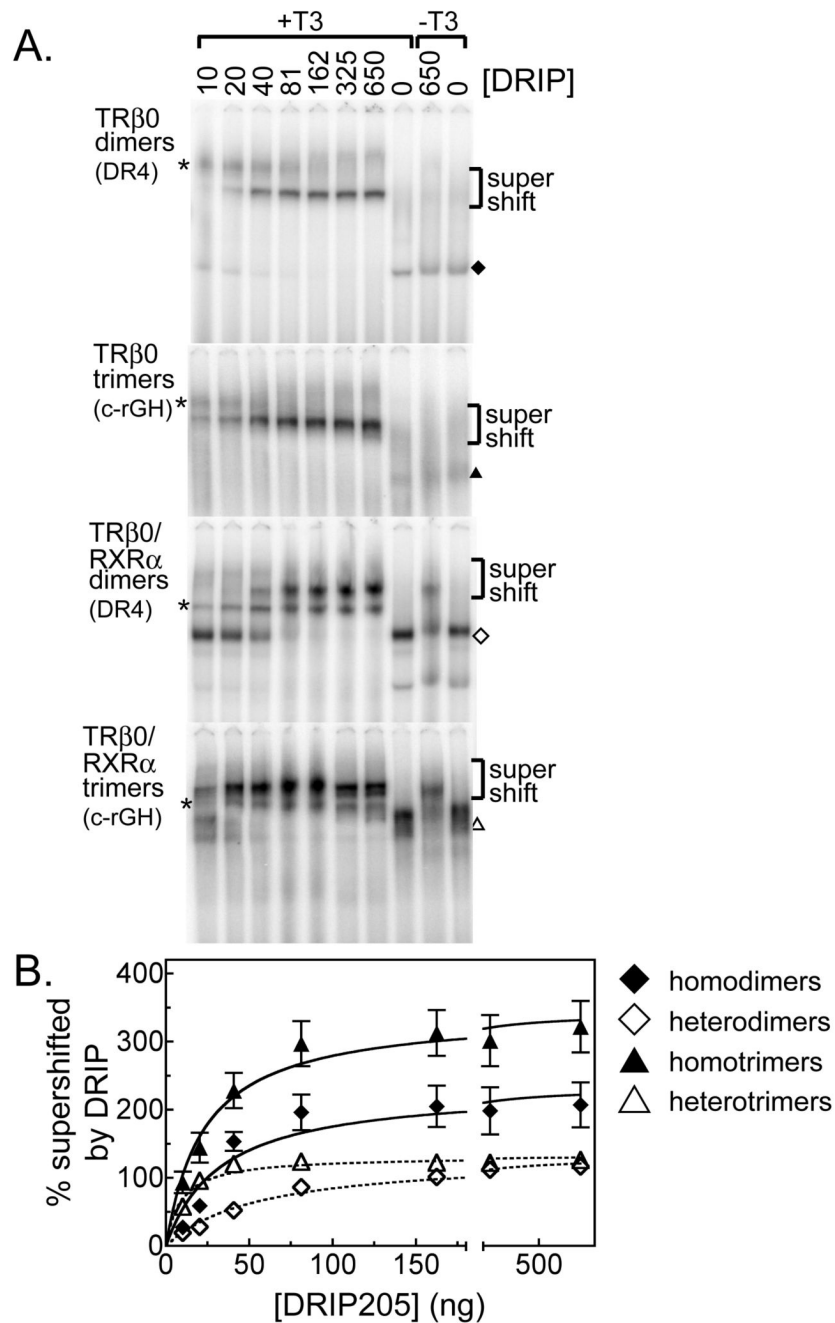 A.
+T3 -T3
10 20 40 81 162 325 650 0 650 0 [DRIP]
TRβ0
dimers
(DR4)
*
super
shift
◆
TRβ0
trimers
(c-rGH)
*
super
shift
▲
TRβ0/
RXRα
dimers
(DR4)
*
super
shift
◇
TRβ0/
RXRα
trimers
(c-rGH)
*
super
shift
△
B.
% supershifted
by DRIP
400
300
200
100
0
0 50 100 150 500
[DRIP205] (ng)
◆ homodimers
◇ heterodimers
▲ homotrimers
△ heterotrimers